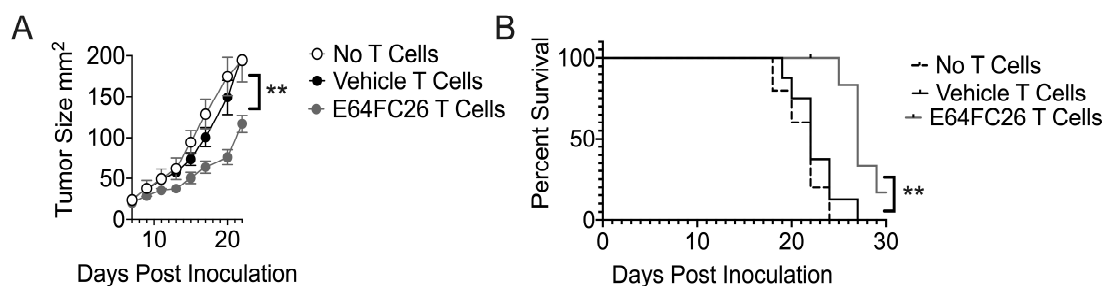 A
Tumor Size mm²
200
150
100
50
0
10
20
Days Post Inoculation
No T Cells
Vehicle T Cells
E64FC26 T Cells
**
B
Percent Survival
100
50
0
0
10
20
30
Days Post Inoculation
No T Cells
Vehicle T Cells
E64FC26 T Cells
**